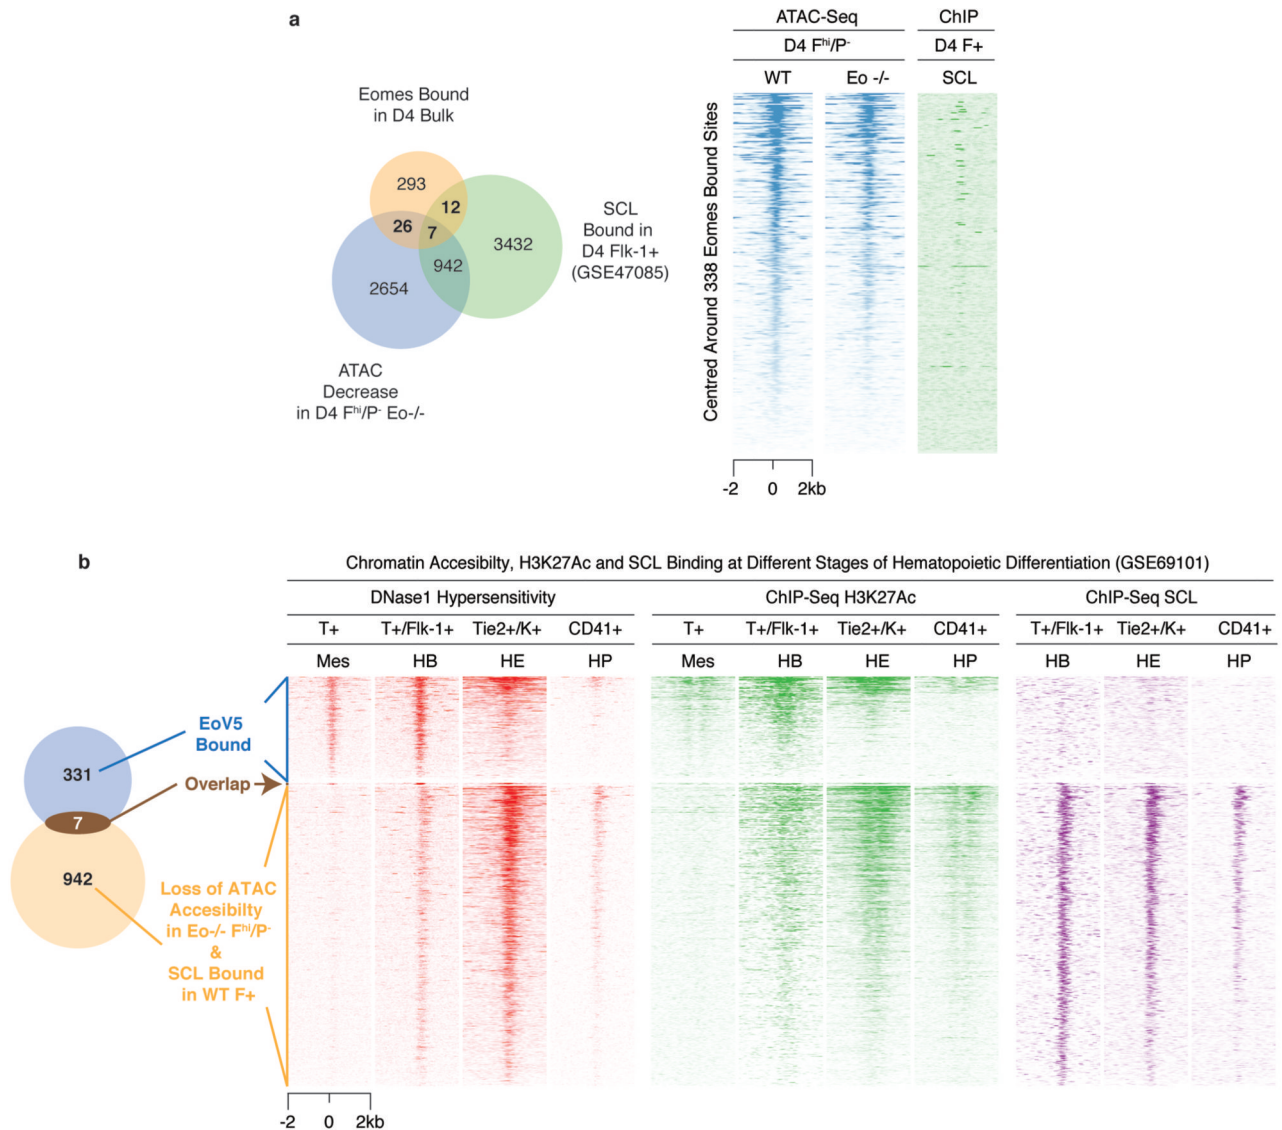 a
Eomes Bound
in D4 Bulk
293
12
26
7
3432
942
2654
SCL
Bound in
D4 Flk-1+
(GSE47085)
ATAC
Decrease
in D4 Fhi/P- Eo-/-
ATAC-Seq
ChIP
D4 Fhi/P-
D4 F+
WT
Eo -/-
SCL
Centred Around 338 Eomes Bound Sites
-2 0 2kb
b
Chromatin Accesibilty, H3K27Ac and SCL Binding at Different Stages of Hematopoietic Differentiation (GSE69101)
DNase1 Hypersensitivity
ChIP-Seq H3K27Ac
ChIP-Seq SCL
T+ T+/Flk-1+ Tie2+/K+ CD41+
T+ T+/Flk-1+ Tie2+/K+ CD41+
T+/Flk-1+ Tie2+/K+ CD41+
Mes HB HE HP
Mes HB HE HP
HB HE HP
331
7
942
EoV5
Bound
Overlap
Loss of ATAC
Accesibilty
in Eo-/- Fhi/P-
&
SCL Bound
in WT F+
-2 0 2kb